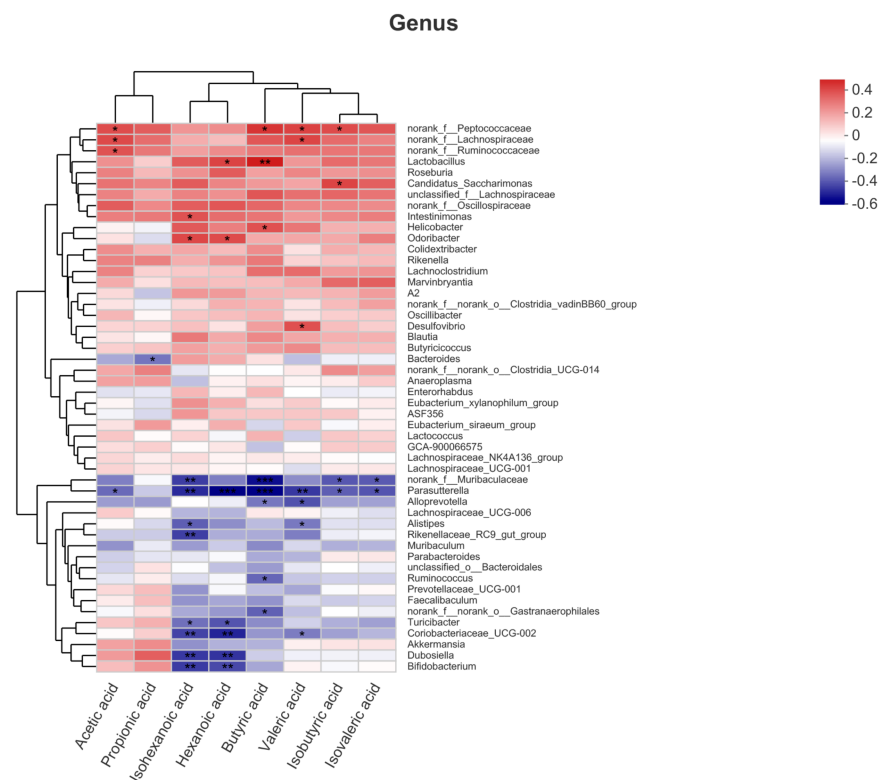 Genus
0.4
0.2
0
-0.2
-0.4
-0.6
* * * * norank_f__Peptococcaceae
* * norank_f__Lachnospiraceae
* norank_f__Ruminococcaceae
* ** Lactobacillus
Roseburia
* Candidatus_Saccharimonas
unclassified_f__Lachnospiraceae
norank_f__Oscillospiraceae
* Intestinimonas
* Helicobacter
* * Odoribacter
Colidextribacter
Rikenella
Lachnoclostridium
Marvinbryantia
A2
norank_f__norank_o__Clostridia_vadinBB60_group
Oscillibacter
* Desulfovibrio
Blautia
Butyricicoccus
* Bacteroides
norank_f__norank_o__Clostridia_UCG-014
Anaeroplasma
Enterorhabdus
Eubacterium_xylanophilum_group
ASF356
Eubacterium_siraeum_group
Lactococcus
GCA-900066575
Lachnospiraceae_NK4A136_group
Lachnospiraceae_UCG-001
** *** * * norank_f__Muribaculaceae
* ** *** *** ** * * Parasutterella
* * Alloprevotella
Lachnospiraceae_UCG-006
* * Alistipes
** Rikenellaceae_RC9_gut_group
Muribaculum
Parabacteroides
unclassified_o__Bacteroidales
* Ruminococcus
Prevotellaceae_UCG-001
Faecalibaculum
* norank_f__norank_o__Gastranaerophilales
* * Turicibacter
** ** * Coriobacteriaceae_UCG-002
Akkermansia
** ** Dubosiella
** ** Bifidobacterium
Acetic acid
Propionic acid
Isohexanoic acid
Hexanoic acid
Butyric acid
Valeric acid
Isobutyric acid
Isovaleric acid